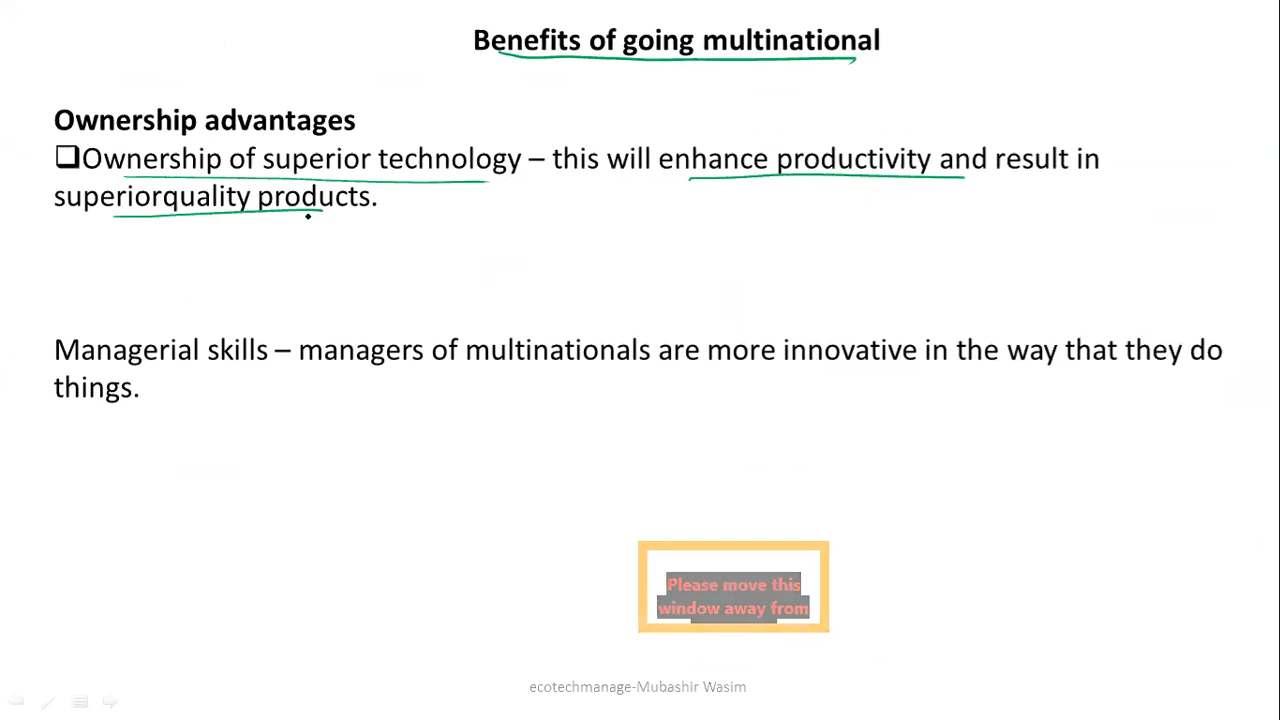 Benefits of going multinational
Ownership advantages
❑Ownership of superior technology – this will enhance productivity and result in
superiorquality products.
Managerial skills – managers of multinationals are more innovative in the way that they do
things.
Please move this
window away from
ecotechmanage-Mubashir Wasim